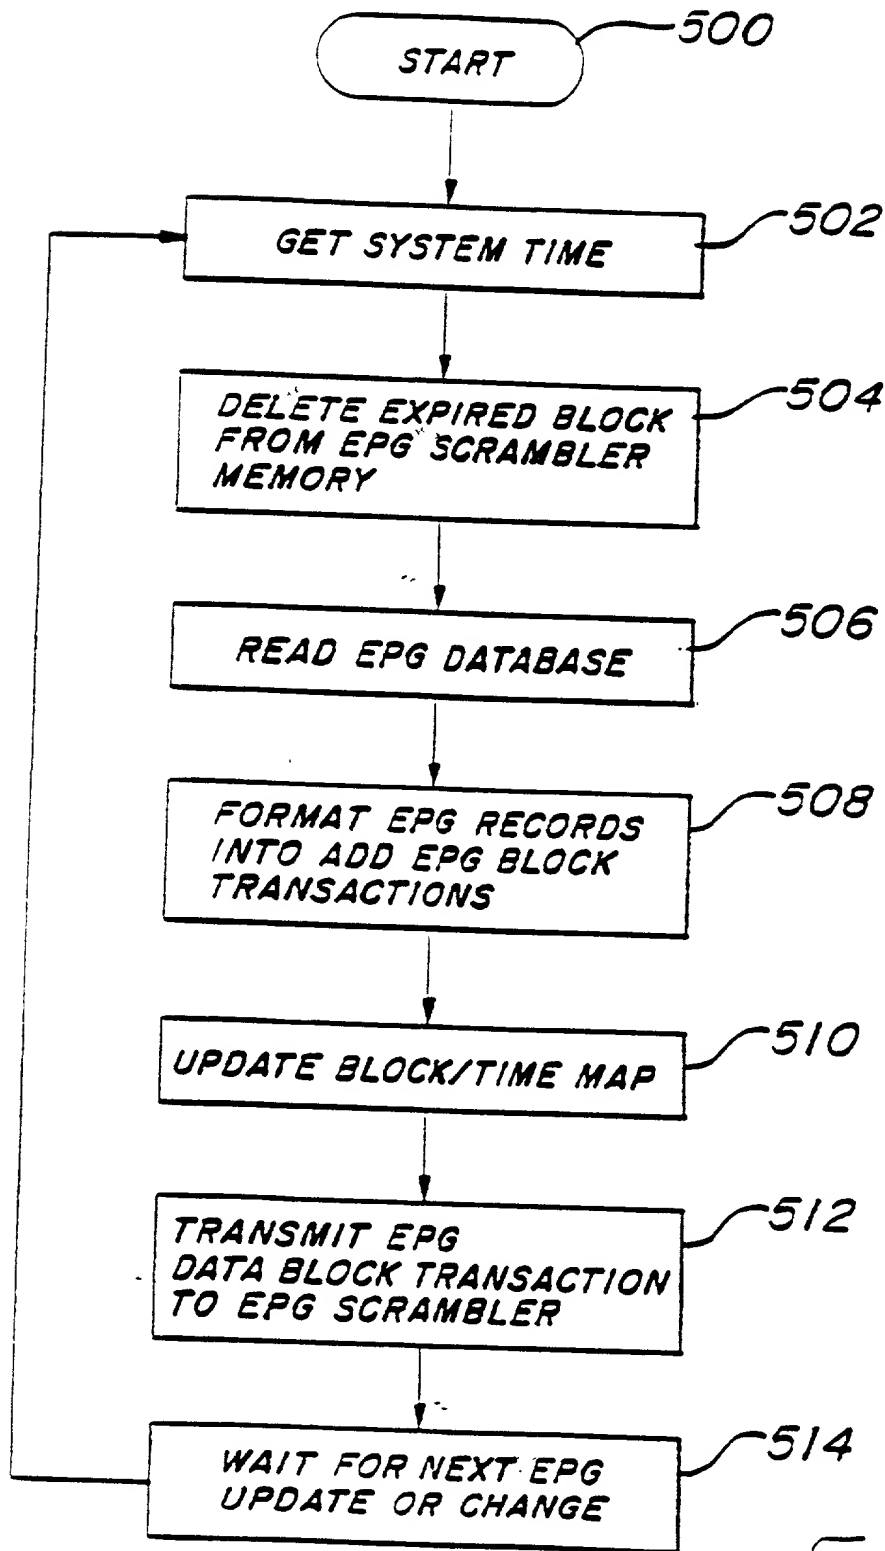 500
START
502
GET SYSTEM TIME
504
DELETE EXPIRED BLOCK
FROM EPG SCRAMBLER
MEMORY
506
READ EPG DATABASE
508
FORMAT EPG RECORDS
INTO ADD EPG BLOCK
TRANSACTIONS
510
UPDATE BLOCK/TIME MAP
512
TRANSMIT EPG
DATA BLOCK TRANSACTION
TO EPG SCRAMBLER
514
WAIT FOR NEXT EPG
UPDATE OR CHANGE